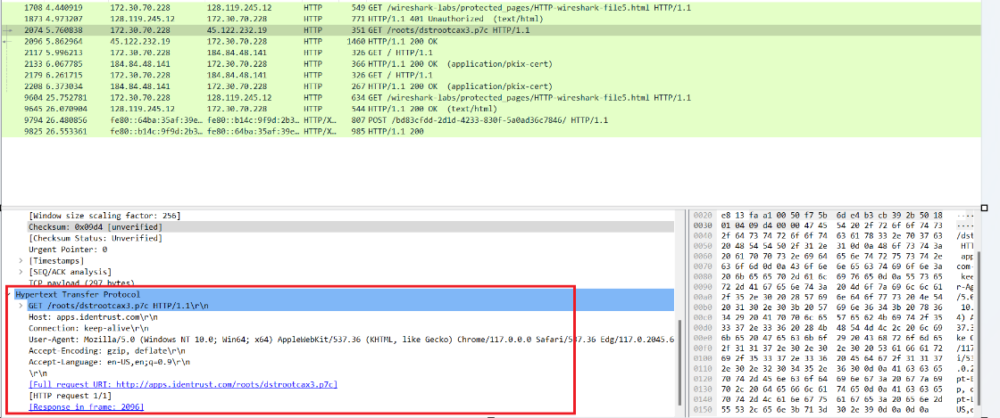 1708 4.440919 172.30.70.228 128.119.245.12 HTTP 549 GET /wireshark-labs/protected_pages/HTTP-wireshark-file5.html HTTP/1.1
1873 4.973207 128.119.245.12 172.30.70.228 HTTP 771 HTTP/1.1 401 Unauthorized (text/html)
2074 5.760838 172.30.70.228 45.122.232.19 HTTP 351 GET /roots/dstrootcax3.p7c HTTP/1.1
2096 5.862964 45.122.232.19 172.30.70.228 HTTP 1460 HTTP/1.1 200 OK
2117 5.996213 172.30.70.228 184.84.48.141 HTTP 326 GET / HTTP/1.1
2133 6.067785 184.84.48.141 172.30.70.228 HTTP 366 HTTP/1.1 200 OK (application/pkix-cert)
2179 6.261715 172.30.70.228 184.84.48.141 HTTP 326 GET / HTTP/1.1
2208 6.373034 184.84.48.141 172.30.70.228 HTTP 267 HTTP/1.1 200 OK (application/pkix-cert)
9604 25.752781 172.30.70.228 128.119.245.12 HTTP 634 GET /wireshark-labs/protected_pages/HTTP-wireshark-file5.html HTTP/1.1
9645 26.070904 128.119.245.12 172.30.70.228 HTTP 544 HTTP/1.1 200 OK (text/html)
9794 26.480856 fe80::64ba:35af:39e… fe80::b14c:9f9d:2b3… HTTP/X… 807 POST /bd83cfdd-2d1d-4233-830f-5a0ad36c7846/ HTTP/1.1
9825 26.553361 fe80::b14c:9f9d:2b3… fe80::64ba:35af:39e… HTTP/X… 985 HTTP/1.1 200
[Window size scaling factor: 256]
Checksum: 0x09d4 [unverified]
[Checksum Status: Unverified]
Urgent Pointer: 0
[Timestamps]
[SEQ/ACK analysis]
TCP payload (297 bytes)
Hypertext Transfer Protocol
GET /roots/dstrootcax3.p7c HTTP/1.1\r\n
Host: apps.identrust.com\r\n
Connection: keep-alive\r\n
User-Agent: Mozilla/5.0 (Windows NT 10.0; Win64; x64) AppleWebKit/537.36 (KHTML, like Gecko) Chrome/117.0.0.0 Safari/537.36 Edg/117.0.2045.6
Accept-Encoding: gzip, deflate\r\n
Accept-Language: en-US,en;q=0.9\r\n
\r\n
[Full request URI: http://apps.identrust.com/roots/dstrootcax3.p7c]
[HTTP request 1/1]
[Response in frame: 2096]
0020 e8 13 fa a1 00 50 f7 5b 6d e4 b3 cb 39 2b 50 18
0030 01 04 09 d4 00 00 47 45 54 20 2f 72 6f 6f 74 73
0040 2f 64 73 74 72 6f 6f 74 63 61 78 33 2e 70 37 63 /dst
0050 20 48 54 54 50 2f 31 2e 31 0d 0a 48 6f 73 74 3a HTT
0060 20 61 70 70 73 2e 69 64 65 6e 74 72 75 73 74 2e app
0070 63 6f 6d 0d 0a 43 6f 6e 6e 65 63 74 69 6f 6e 3a com·
0080 20 6b 65 65 70 2d 61 6c 69 76 65 0d 0a 55 73 65 kee
0090 72 2d 41 67 65 6e 74 3a 20 4d 6f 7a 69 6c 6c 61 r-Ag
00a0 2f 35 2e 30 20 28 57 69 6e 64 6f 77 73 20 4e 54 /5.0
00b0 20 31 30 2e 30 3b 20 57 69 6e 36 34 3b 20 78 36 10.
00c0 34 29 20 41 70 70 6c 65 57 65 62 4b 69 74 2f 35 4) A
00d0 33 37 2e 33 36 20 28 4b 48 54 4d 4c 2c 20 6c 69 37.3
00e0 6b 65 20 47 65 63 6b 6f 29 20 43 68 72 6f 6d 65 ke G
00f0 2f 31 31 37 2e 30 2e 30 2e 30 20 53 61 66 61 72 /117
0100 69 2f 35 33 37 2e 33 36 20 45 64 67 2f 31 31 37 i/53
0110 2e 30 2e 32 30 34 35 2e 36 30 0d 0a 41 63 63 65 .0.2
0120 70 74 2d 45 6e 63 6f 64 69 6e 67 3a 20 67 7a 69 pt-E
0130 70 2c 20 64 65 66 6c 61 74 65 0d 0a 41 63 63 65 p, d
0140 70 74 2d 4c 61 6e 67 75 61 67 65 3a 20 65 6e 2d pt-L
0150 55 53 2c 65 6e 3b 71 3d 30 2e 39 0d 0a 0d 0a US,e